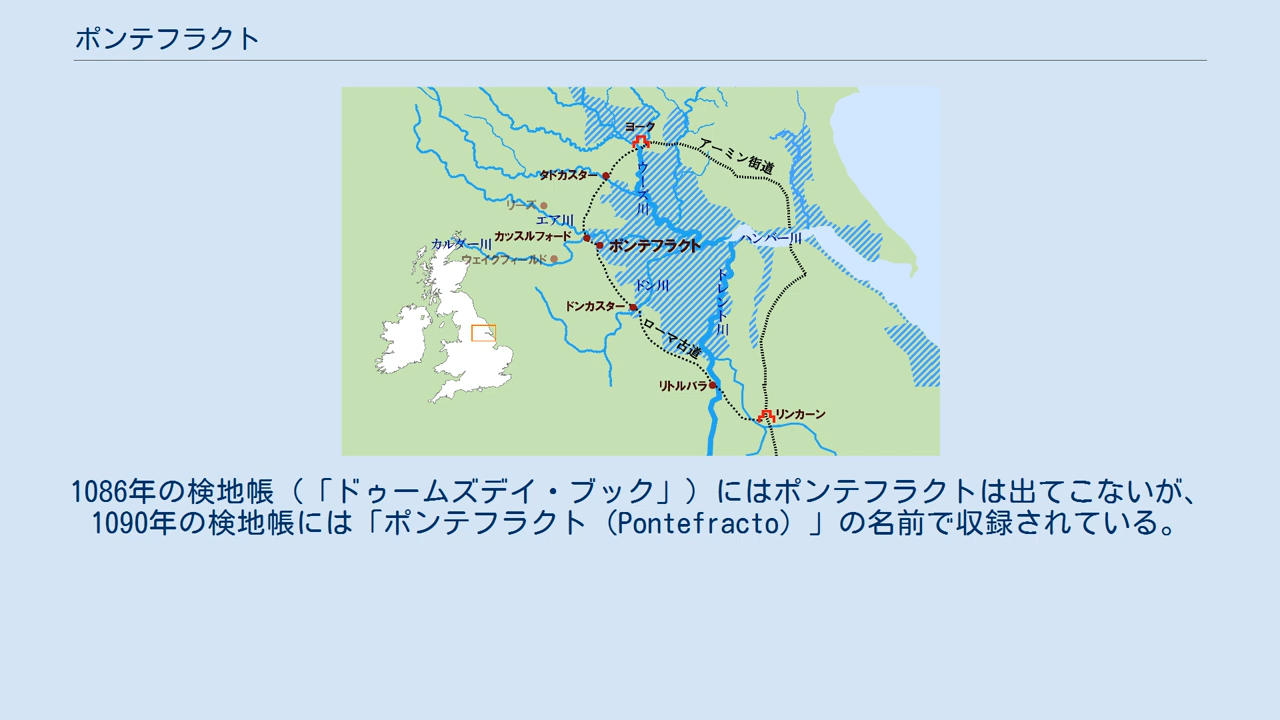 ポンテフラクト
ヨーク
アーミン街道
タドカスター
ウーズ川
リーズ
エア川
カッスルフォード
カルダー川
ポンテフラクト
ハンバー川
ウェイクフィールド
ドン川
トレント川
ドンカスター
ローマ古道
リトルバラ
リンカーン
1086年の検地帳（「ドゥームズデイ・ブック」）にはポンテフラクトは出てこないが、
1090年の検地帳には「ポンテフラクト（Pontefracto）」の名前で収録されている。